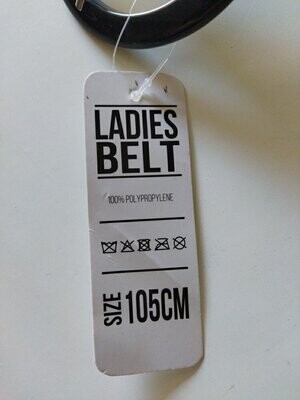 LADIES
BELT
100% POLYPROPYLENE
SIZE 105CM